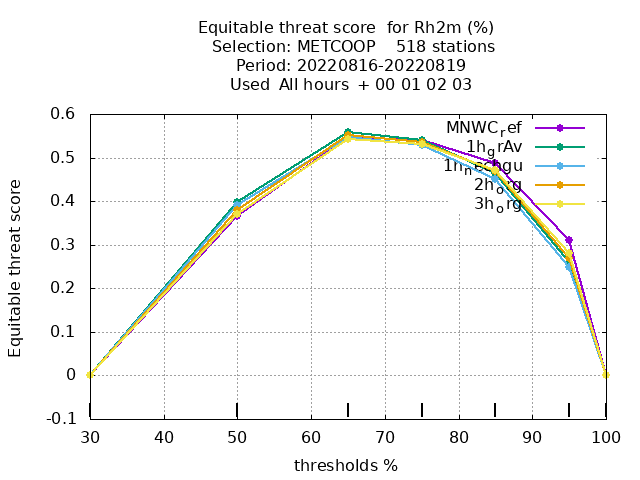 Equitable threat score  for Rh2m (%)
Selection: METCOOP    518 stations
Period: 20220816-20220819
Used  All hours  + 00 01 02 03
Equitable threat score
0.6
0.5
0.4
0.3
0.2
0.1
0
-0.1
MNWC_ref
1h_grAv
2h_org
3h_org
30 40 50 60 70 80 90 100
thresholds %